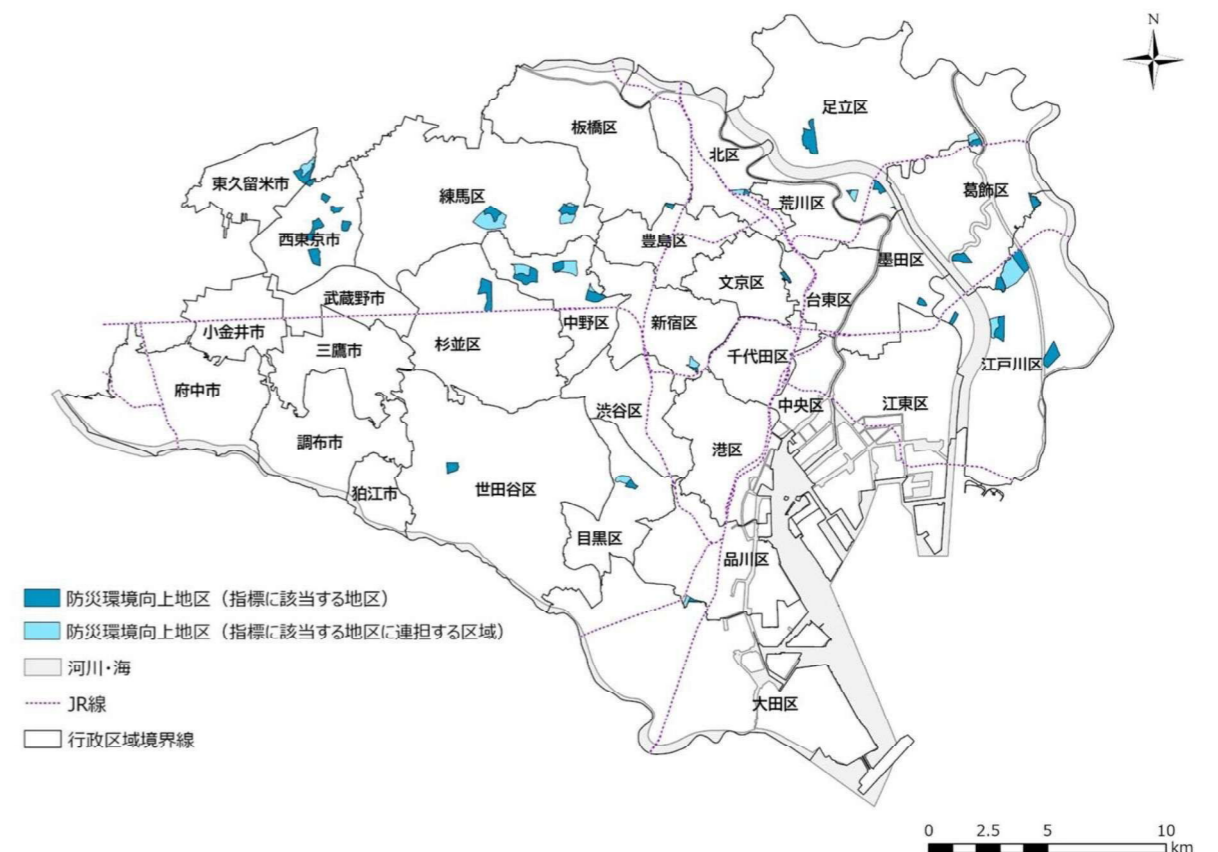 N
足立区
板橋区
北区
東久留米市
練馬区
荒川区
葛飾区
西東京市
豊島区
墨田区
文京区
台東区
武蔵野市
小金井市
中野区
新宿区
三鷹市
杉並区
千代田区
江戸川区
府中市
渋谷区
中央区
江東区
調布市
港区
狛江市
世田谷区
目黒区
品川区
大田区
防災環境向上地区（指標に該当する地区）
防災環境向上地区（指標に該当する地区に連担する区域）
河川・海
JR線
行政区域境界線
0 2.5 5 10
km